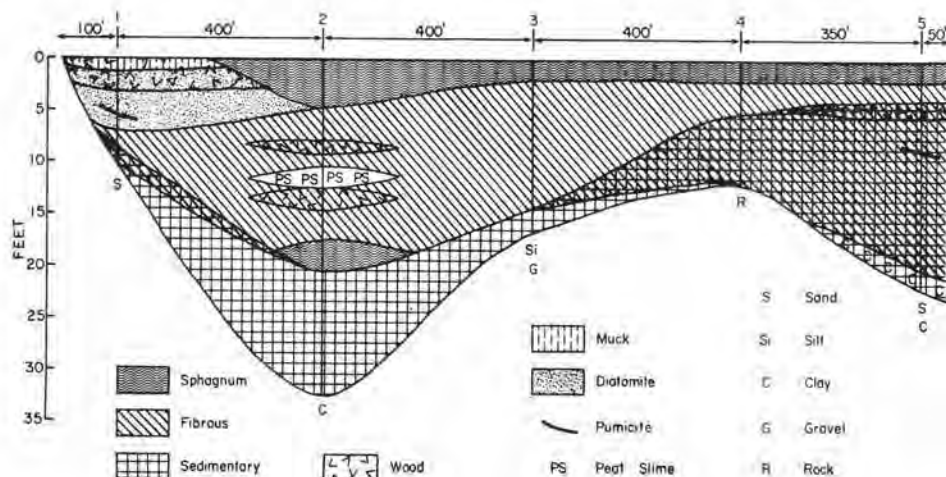 1 2 3 4 5
100' 400' 400' 400' 350' 50'
0
5
10
15
20
25
30
35
FEET
PS PS PS PS
S
R
Si
G
S
C
C
C C C C
Sphagnum
Fibrous
Sedimentary
Wood
Muck
Diatomite
Pumicite
PS Peat Slime
S Sand
Si Silt
C Clay
G Gravel
R Rock